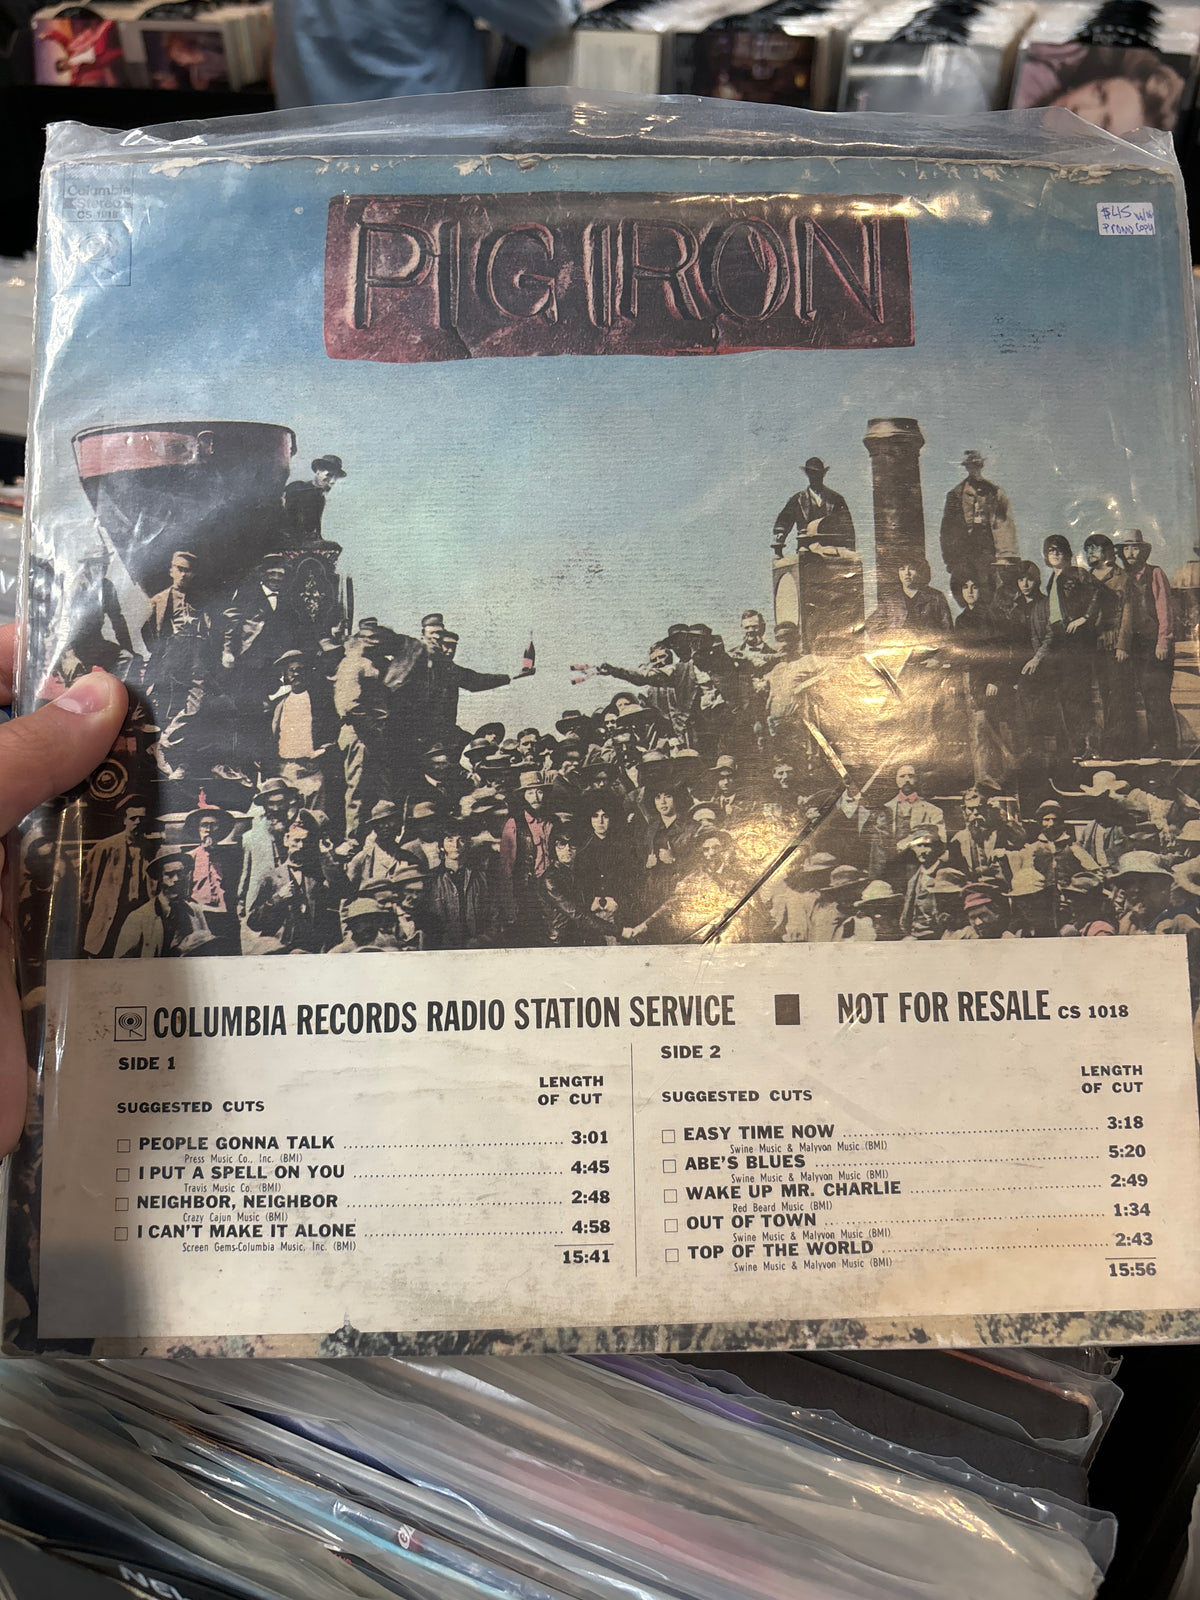 Columbia
Stereo
CS 1018
PIG IRON
$45
Promo Copy
COLUMBIA RECORDS RADIO STATION SERVICE ■ NOT FOR RESALE CS 1018
SIDE 1
LENGTH
OF CUT
SUGGESTED CUTS
PEOPLE GONNA TALK 3:01
Press Music Co., Inc. (BMI)
I PUT A SPELL ON YOU 4:45
Travis Music Co. (BMI)
NEIGHBOR, NEIGHBOR 2:48
Crazy Cajun Music (BMI)
I CAN'T MAKE IT ALONE 4:58
Screen Gems-Columbia Music, Inc. (BMI)
15:41
SIDE 2
LENGTH
OF CUT
SUGGESTED CUTS
EASY TIME NOW 3:18
Swine Music & Malyvon Music (BMI)
ABE'S BLUES 5:20
Swine Music & Malyvon Music (BMI)
WAKE UP MR. CHARLIE 2:49
Red Beard Music (BMI)
OUT OF TOWN 1:34
Swine Music & Malyvon Music (BMI)
TOP OF THE WORLD 2:43
Swine Music & Malyvon Music (BMI)
15:56